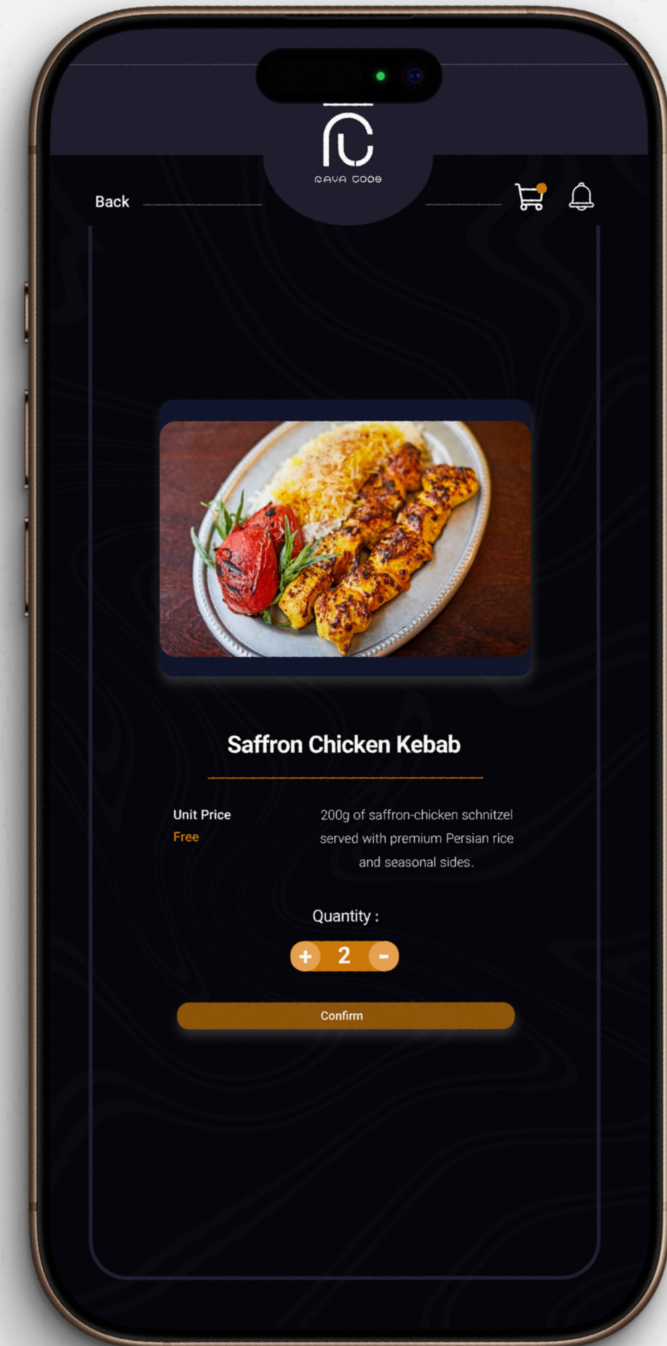 RAVA CODE
Back
Saffron Chicken Kebab
Unit Price
Free
200g of saffron-chicken schnitzel
served with premium Persian rice
and seasonal sides.
Quantity :
+ 2 -
Confirm